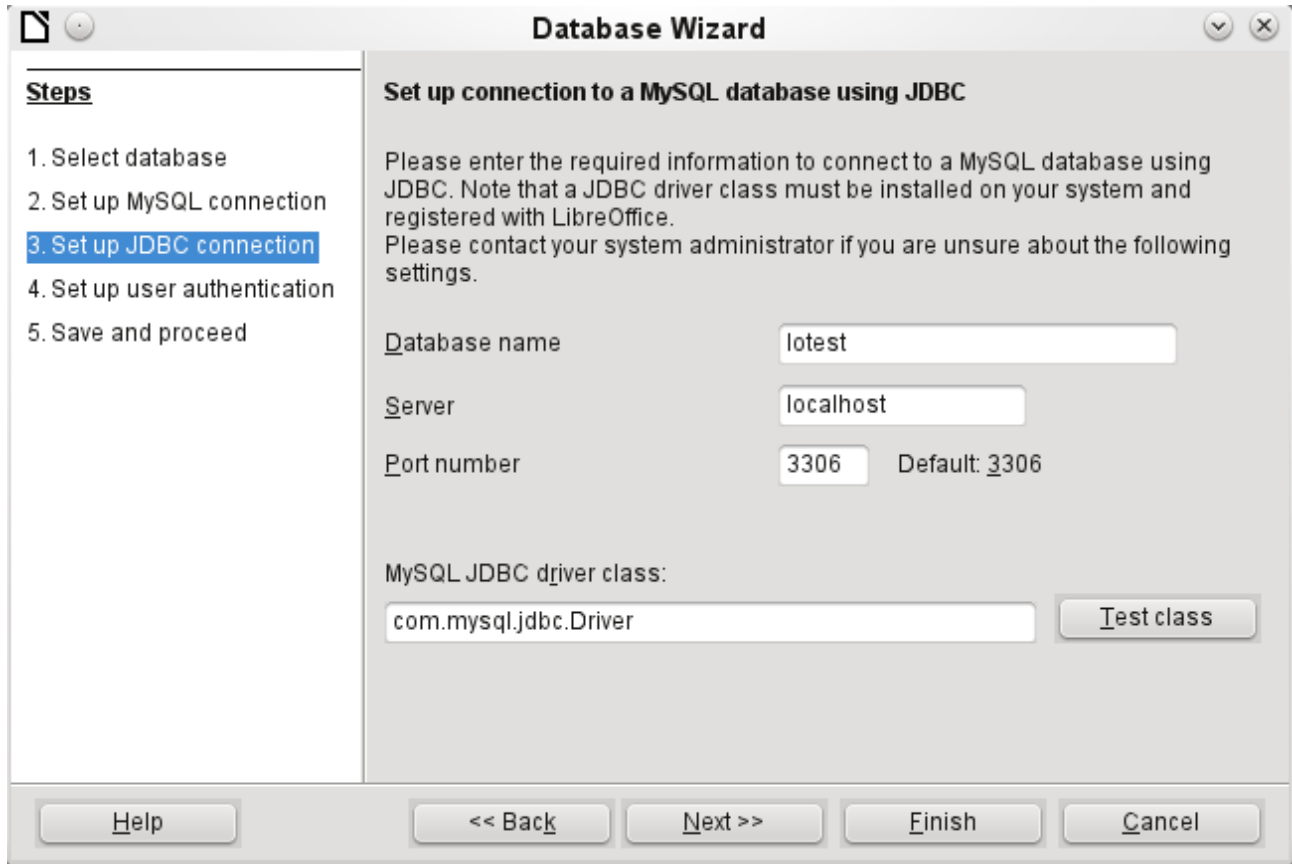 Database Wizard
Steps
1. Select database
2. Set up MySQL connection
3. Set up JDBC connection
4. Set up user authentication
5. Save and proceed
Set up connection to a MySQL database using JDBC
Please enter the required information to connect to a MySQL database using
JDBC. Note that a JDBC driver class must be installed on your system and
registered with LibreOffice.
Please contact your system administrator if you are unsure about the following
settings.
Database name lotest
Server localhost
Port number 3306 Default: 3306
MySQL JDBC driver class:
com.mysql.jdbc.Driver Test class
Help << Back Next >> Finish Cancel